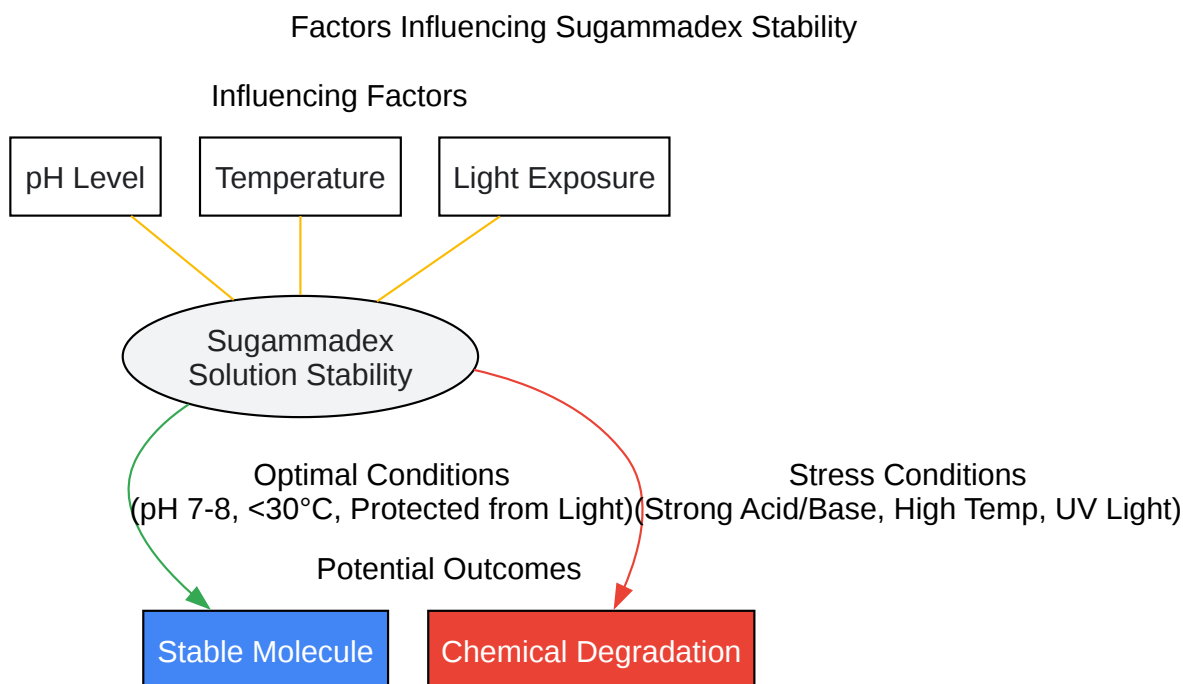 Factors Influencing Sugammadex Stability
Influencing Factors
pH Level
Temperature
Light Exposure
Sugammadex
Solution Stability
Optimal Conditions
(pH 7-8, <30°C, Protected from Light)
Stress Conditions
(Strong Acid/Base, High Temp, UV Light)
Potential Outcomes
Stable Molecule
Chemical Degradation